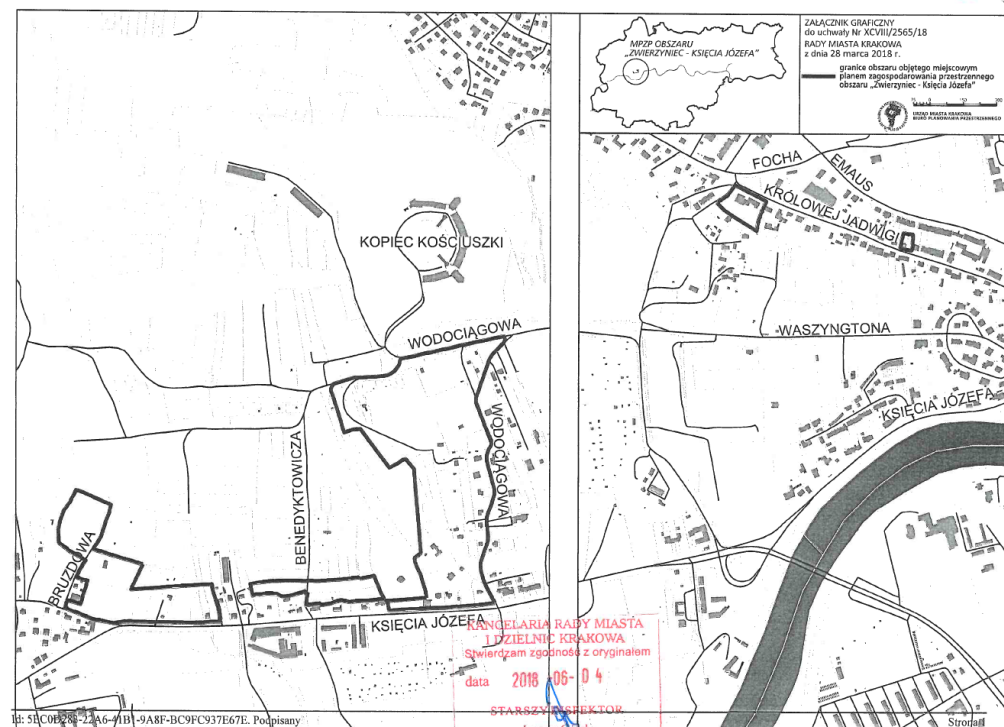 MPZP OBSZARU
„ZWIERZYNIEC - KSIĘCIA JÓZEFA”
ZAŁĄCZNIK GRAFICZNY
do uchwały Nr XCVIII/2565/18
RADY MIASTA KRAKOWA
z dnia 28 marca 2018 r.
granice obszaru objętego miejscowym
planem zagospodarowania przestrzennego
obszaru „Zwierzyniec - Księcia Józefa”
URZĄD MIASTA KRAKOWA
BIURO PLANOWANIA PRZESTRZENNEGO
FOCHA
EMAUS
KRÓLOWEJ JADWIGI
KOPIEC KOŚCIUSZKI
WODOCIĄGOWA
WASZYNGTONA
KSIĘCIA JÓZEFA
WODOCIĄGOWA
BENEDYKTOWICZA
BRUZDOWA
KSIĘCIA JÓZEFA
KANCELARIA RADY MIASTA
I DZIELNIC KRAKOWA
Stwierdzam zgodność z oryginałem
data 2018 -06- 0 4
STARSZY INSPEKTOR
Podpisany
Strona